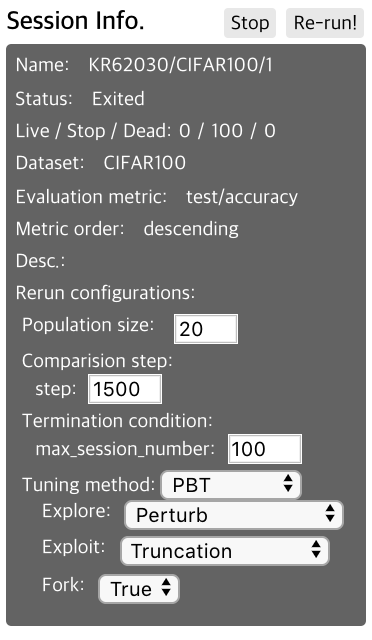 Session Info. Stop Re-run!
Name: KR62030/CIFAR100/1
Status: Exited
Live / Stop / Dead: 0 / 100 / 0
Dataset: CIFAR100
Evaluation metric: test/accuracy
Metric order: descending
Desc.:
Rerun configurations:
Population size: 20
Comparision step:
step: 1500
Termination condition:
max_session_number: 100
Tuning method: PBT
Explore: Perturb
Exploit: Truncation
Fork: True